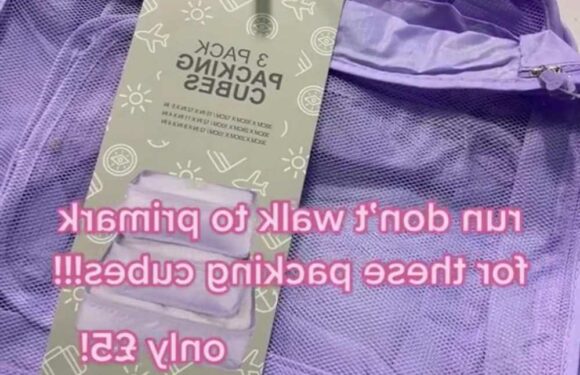 3 PACK
PACKING
CUBES
run don't walk to primark
for these packing cubes!!!
only £5!